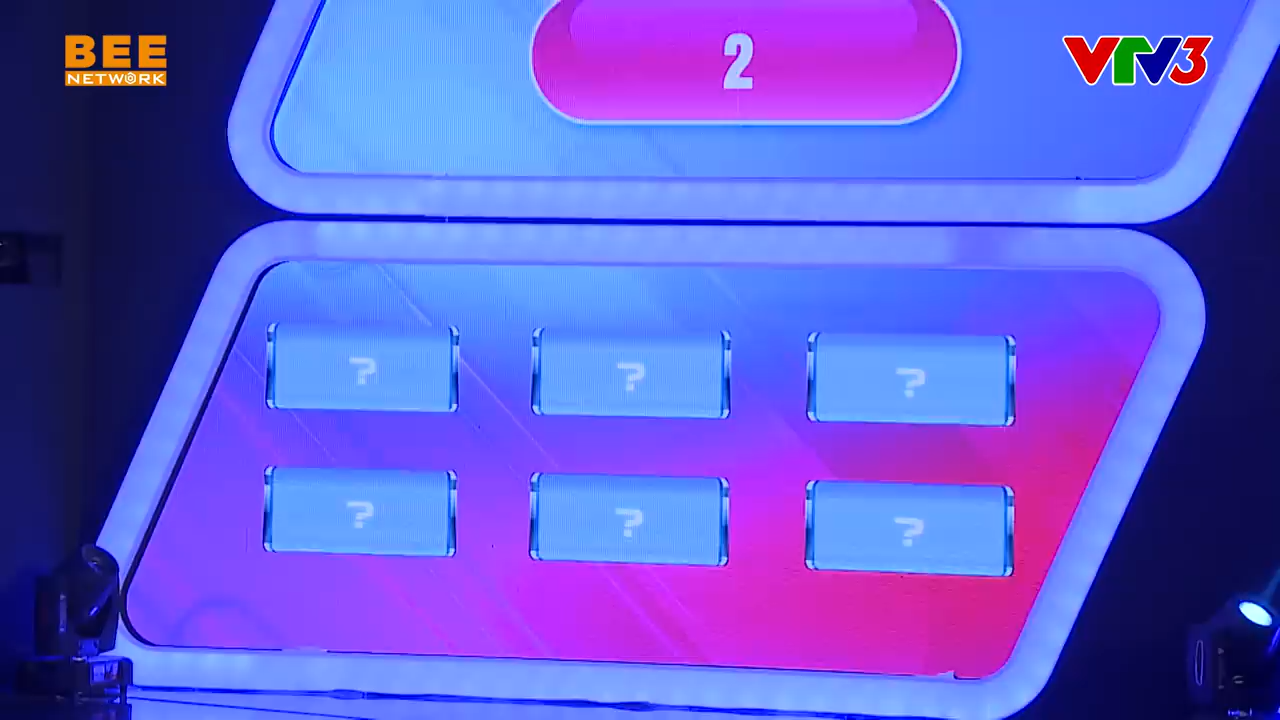 BEE
NETWORK
VTV3
2
? ? ?
? ? ?